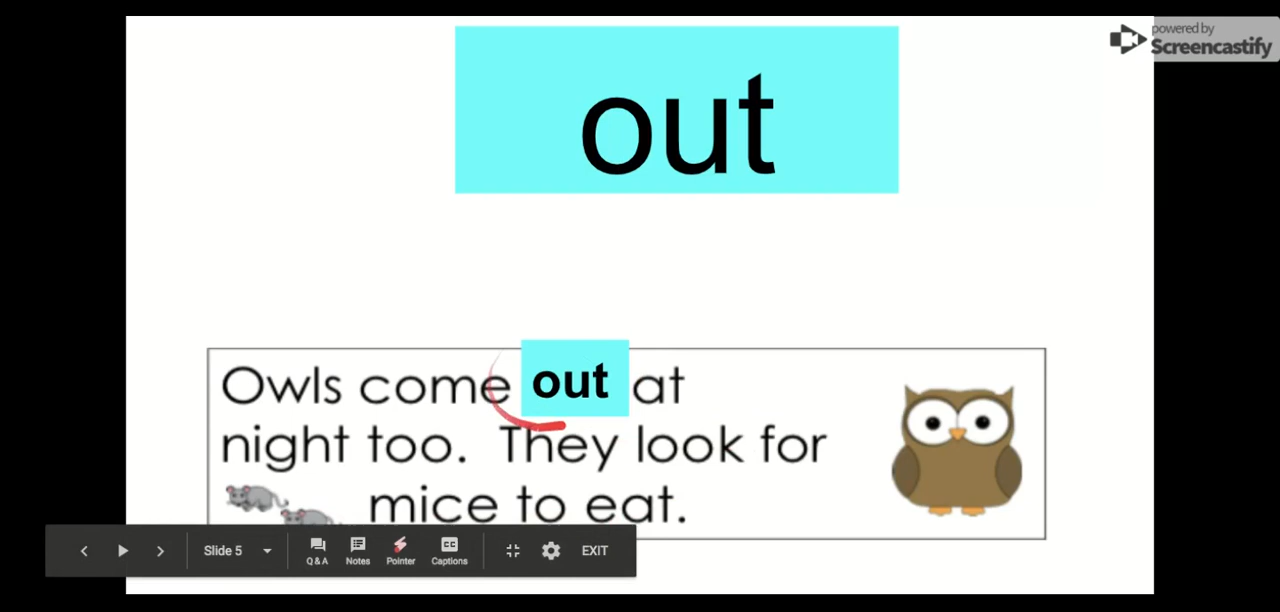 powered by
Screencastify
out
Owls come out at
night too. They look for
mice to eat.
Slide 5
Q & A
Notes
Pointer
CC
Captions
EXIT